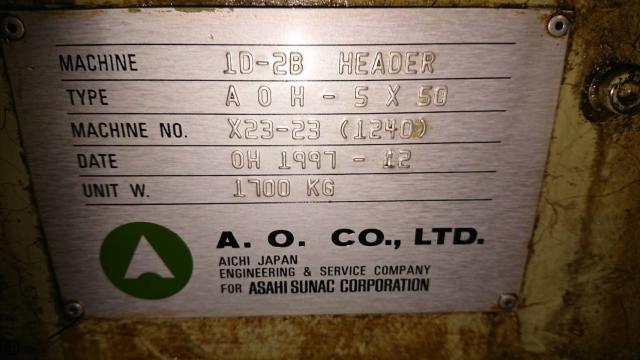 MACHINE 1D-2B HEADER
TYPE A O H - 5 X 50
MACHINE NO. X23-23 (1240)
DATE OH 1997 - 12
UNIT W. 1700 KG
A. O. CO., LTD.
AICHI JAPAN
ENGINEERING & SERVICE COMPANY
FOR ASAHI SUNAC CORPORATION